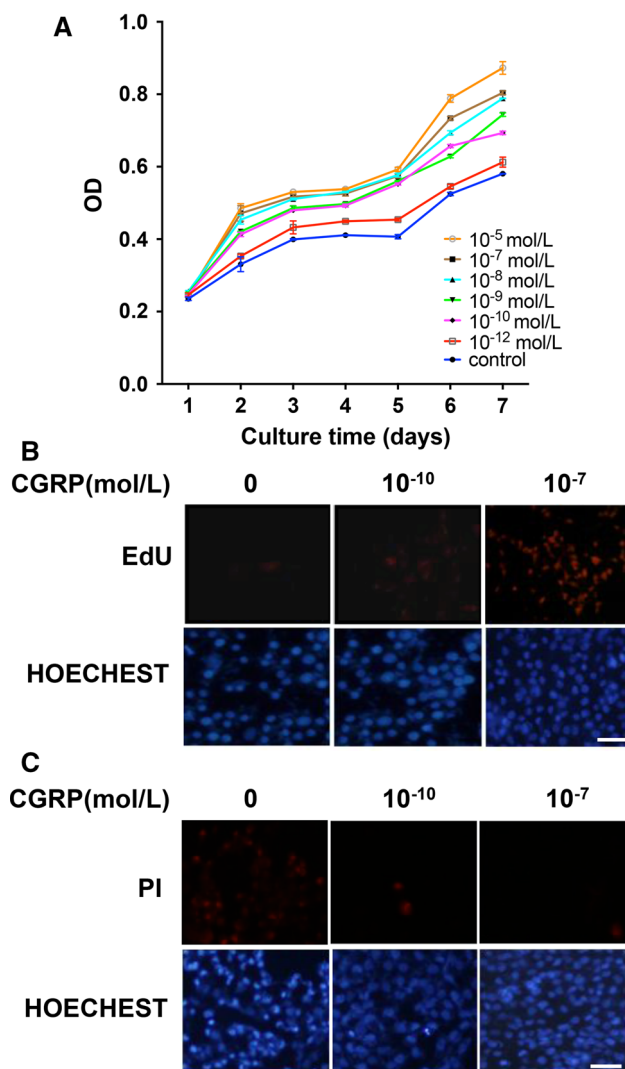 A
1.0
0.8
0.6
0.4
0.2
0.0
OD
10⁻⁵ mol/L
10⁻⁷ mol/L
10⁻⁸ mol/L
10⁻⁹ mol/L
10⁻¹⁰ mol/L
10⁻¹² mol/L
control
1 2 3 4 5 6 7
Culture time (days)
B
CGRP(mol/L) 0 10⁻¹⁰ 10⁻⁷
EdU
HOECHEST
C
CGRP(mol/L) 0 10⁻¹⁰ 10⁻⁷
PI
HOECHEST